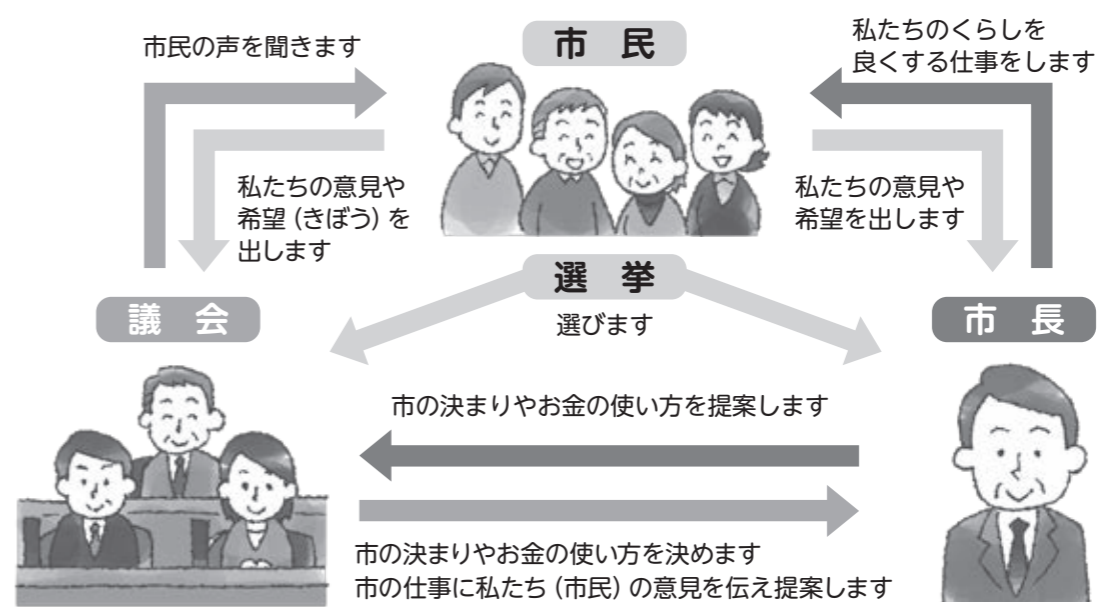 市民
市民の声を聞きます
私たちのくらしを
良くする仕事をします
私たちの意見や
希望（きぼう）を
出します
私たちの意見や
希望を出します
選挙
選びます
議会
市長
市の決まりやお金の使い方を提案します
市の決まりやお金の使い方を決めます
市の仕事に私たち（市民）の意見を伝え提案します